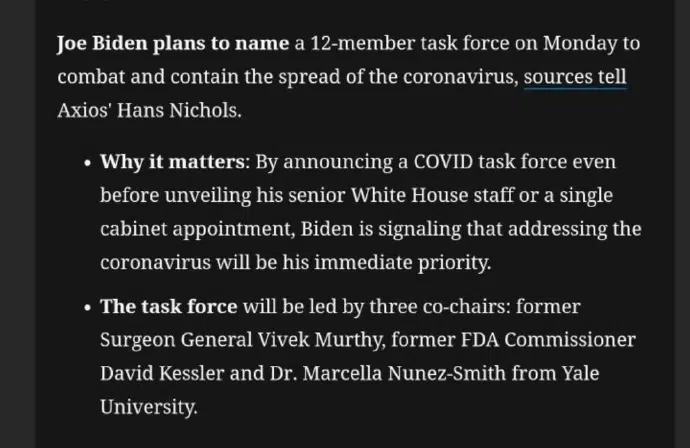 Joe Biden plans to name a 12-member task force on Monday to
combat and contain the spread of the coronavirus, sources tell
Axios' Hans Nichols.
• Why it matters: By announcing a COVID task force even
before unveiling his senior White House staff or a single
cabinet appointment, Biden is signaling that addressing the
coronavirus will be his immediate priority.
• The task force will be led by three co-chairs: former
Surgeon General Vivek Murthy, former FDA Commissioner
David Kessler and Dr. Marcella Nunez-Smith from Yale
University.